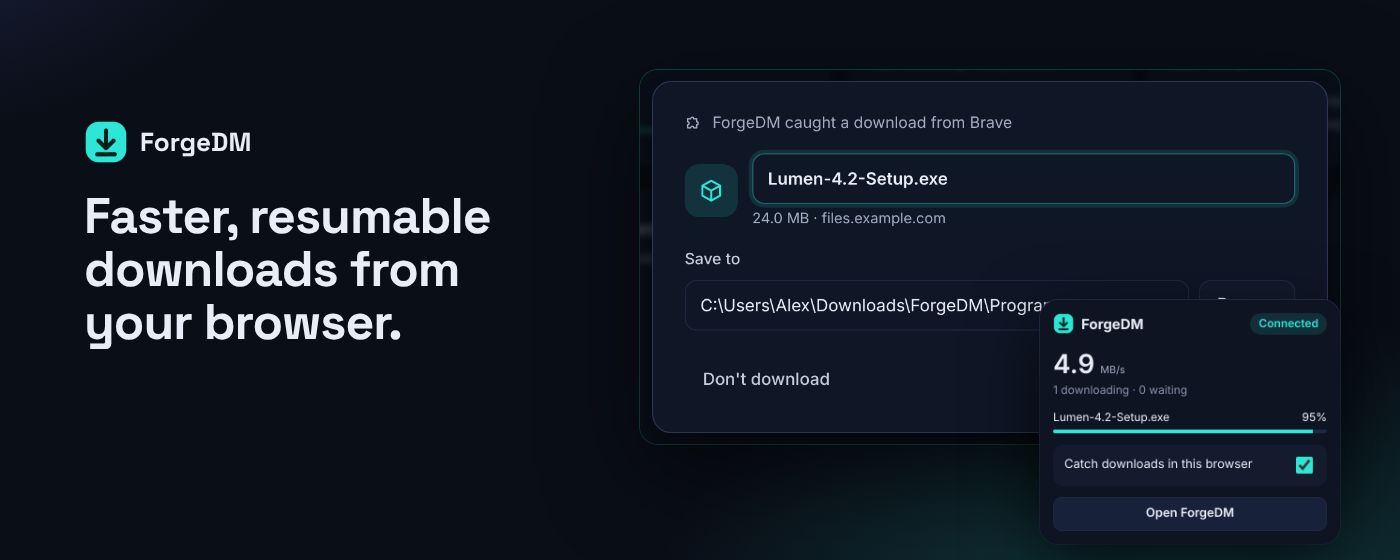 ForgeDM
Faster, resumable
downloads from
your browser.
ForgeDM caught a download from Brave
Lumen-4.2-Setup.exe
24.0 MB · files.example.com
Save to
C:\Users\Alex\Downloads\ForgeDM\Progra
Don't download
ForgeDM
Connected
4.9 MB/s
1 downloading · 0 waiting
Lumen-4.2-Setup.exe
95%
Catch downloads in this browser
Open ForgeDM